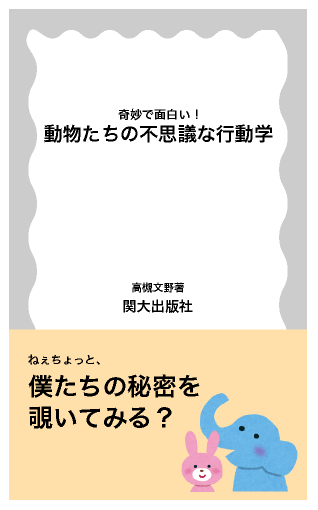 奇妙で面白い！
動物たちの不思議な行動学
高槻文野著
関大出版社
ねぇちょっと、
僕たちの秘密を
覗いてみる？